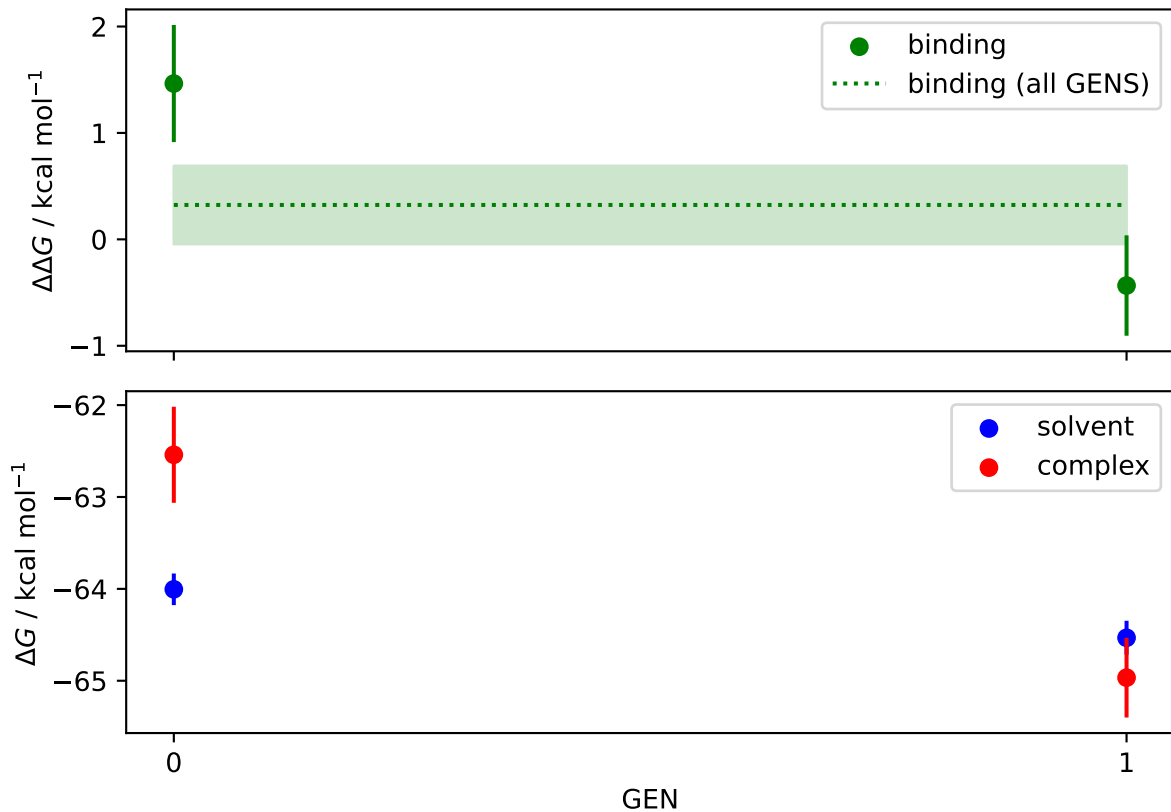 2
1
0
−1
ΔΔG / kcal mol⁻¹
binding
binding (all GENS)
−62
−63
−64
−65
ΔG / kcal mol⁻¹
solvent
complex
0
1
GEN